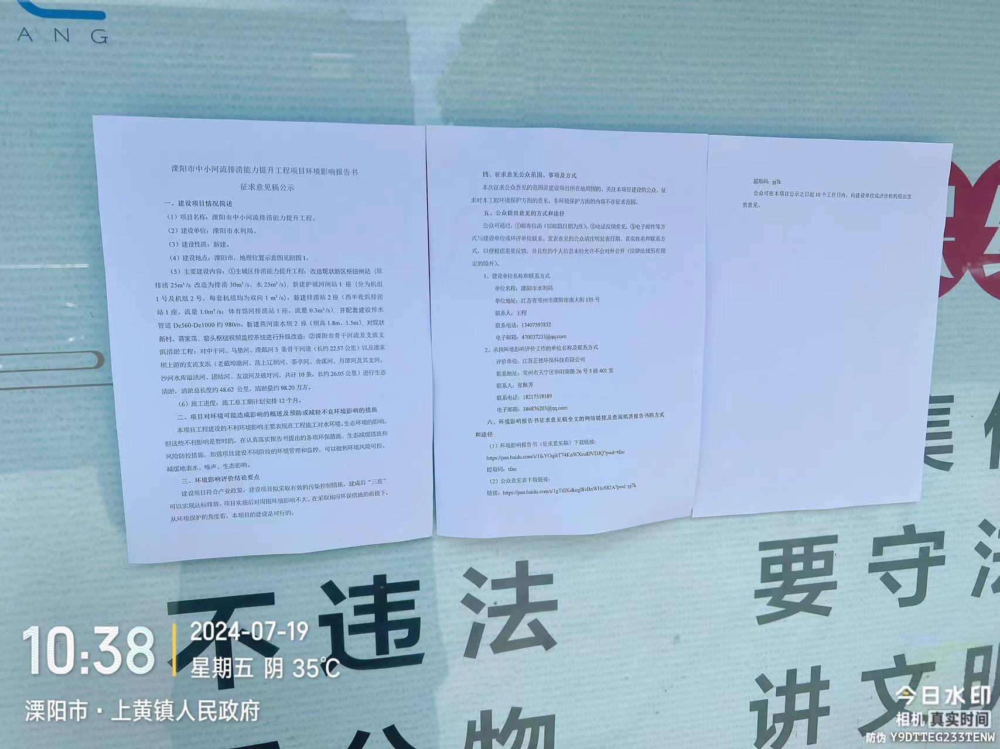 ANG
溧阳市中小河流排涝能力提升工程项目环境影响报告书
征求意见稿公示
一、建设项目情况简述
（1）项目名称：溧阳市中小河流排涝能力提升工程。
（2）建设单位：溧阳市水利局。
（3）建设性质：新建。
（4）建设地点：溧阳市，地理位置示意图见附图 1。
（5）主要建设内容：①主城区排涝能力提升工程：改造现状新区枢纽闸站（原
排涝 25m³/s 改造为排涝 30m³/s、水 25m³/s），新建护城河闸站 1 座（分为机组
1 号及机组 2 号，每套机组均为双向 1 m³/s），新建排涝站 2 座（西半夜浜排涝
站 1 座，流量 1.0m³/s；体育馆河排涝站 1 座，流量 0.3m³/s），并配套建设排水
管道 De560-De1000 约 980m，新建燕河滚水坝 2 座（坝高 1.8m、1.5m），对现状
新村、蒋家荡、窑头枢纽视频监控系统进行升级改造；②溧阳市骨干河流及支流支
浜清淤工程：对中干河、马垫河、溧戴河 3 条骨干河道（长约 22.57 公里）以及潘家
坝上游的支流支浜（老戴埠港河、荡上辽坝河、茶亭河、舍溪河、月潭河及其支河、
沙河水库溢洪河、团结河、友谊河及破圩河，共计 10 条，长约 26.05 公里）进行生态
清淤，清淤总长度约 48.62 公里，清淤量约 98.20 万方。
（6）施工进度：施工总工期计划安排 12 个月。
二、项目对环境可能造成影响的概述及预防或减轻不良环境影响的措施
本项目工程建设的不利环境影响主要表现在工程施工对水环境、生态环境的影响，
但这些不利影响是暂时的，在认真落实报告书提出的各项环保措施、生态减缓措施和
风险防控措施，加强项目建设不同阶段的环境管理和监控，可以做到环境风险可控、
减缓地表水、噪声、生态影响。
三、环境影响评价结论要点
建设项目符合产业政策，建设项目拟采取有效的污染控制措施，建成后“三废”
可以实现达标排放，项目实施后对周围环境影响不大。在采取相应环保措施的前提下，
从环境保护的角度看，本项目的建设是可行的。
四、征求意见公众范围、事项及方式
本次征求公众意见的范围是建设项目所在地周围的、关注本项目建设的公众，征
求对本工程环境保护方面的意见，非环境保护方面的内容不在征求范围。
五、公众提出意见的方式和途径
公众可通过：①邮寄信函（以邮戳日期为准）；②电话反馈意见；③电子邮件等方
式与建设单位或环评单位联系，发表意见的公众请注明发表日期、真实姓名和联系方
式，以便根据需要反馈，并且您的个人信息未经允许不会对外公开（法律法规另有规
定的除外）。
1、建设单位名称和联系方式
单位名称：溧阳市水利局
单位地址：江苏省常州市溧阳市南大街 135 号
联系人：王程
联系电话：13407593832
电子邮箱：470037233@qq.com
2、承担环境影响评价工作的单位名称及联系方式
评价单位：江苏正德环保科技有限公司
联系地址：常州市天宁区华阳南路 26 号 5 栋 401 室
联系人：张佩芳
联系电话：18217518189
电子邮箱：386876203@qq.com
六、环境影响报告书征求意见稿全文的网络链接及查阅纸质报告书的方式
和途径
（1）环境影响报告书（征求意见稿）下载链接：
https://pan.baidu.com/s/1ikYOqibT74KaWXeu8JVDJQ?pwd=tfau
提取码：tfau
（2）公众意见表下载链接：
链接：https://pan.baidu.com/s/1gTrIlKdkegI8vBnWHoS82A?pwd=pj7k
提取码：pj7k
公众可在本项目公示之日起 10 个工作日内，向建设单位或评价机构提出宝
贵意见。
不违法
要守法
讲文明
10:38
2024-07-19
星期五 阴 35℃
溧阳市·上黄镇人民政府
今日水印
相机 真实时间
防伪 Y9DTTEG233TENW